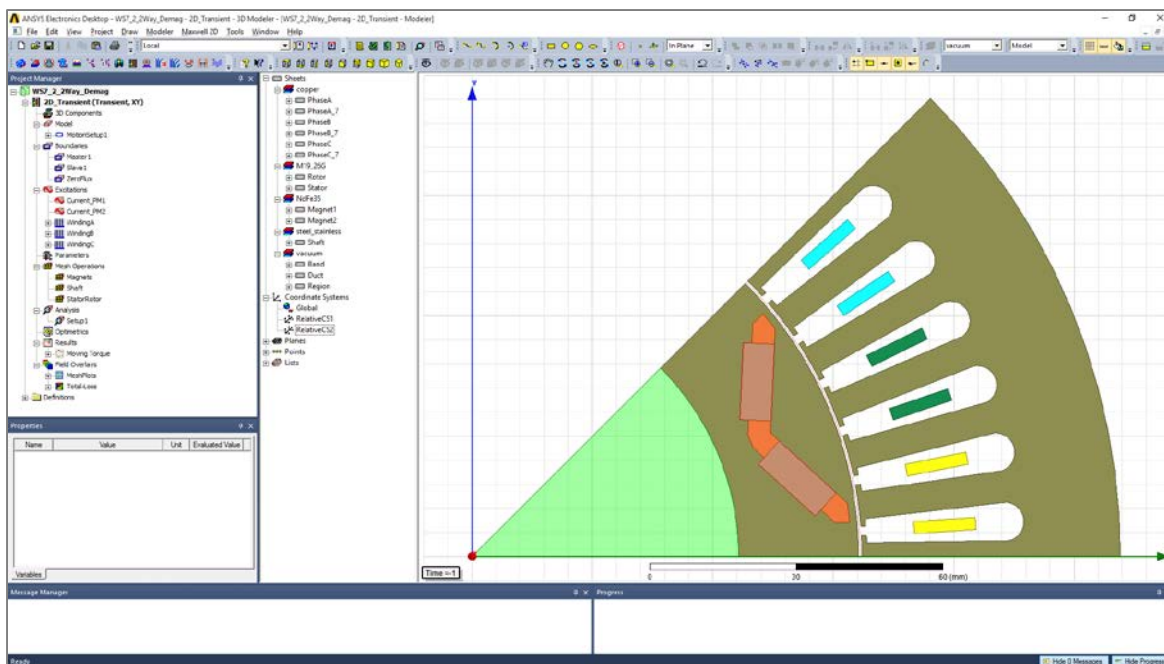 ANSYS Electronics Desktop - WS7_2_2Way_Demag - 2D_Transient - 3D Modeler - [WS7_2_2Way_Demag - 2D_Transient - Modeler]
File Edit View Project Draw Modeler Maxwell 2D Tools Window Help
Local
In Plane
vacuum
Model
Project Manager
WS7_2_2Way_Demag
2D_Transient (Transient, XY)
3D Components
Model
MotionSetup1
Boundaries
Master1
Slave1
ZeroFlux
Excitations
Current_PM1
Current_PM2
WindingA
WindingB
WindingC
Parameters
Mesh Operations
Magnets
Shaft
StatorRotor
Analysis
Setup1
Optimetrics
Results
Moving Torque
Field Overlays
MeshPlots
Total-Loss
Definitions
Sheets
copper
PhaseA
PhaseA_7
PhaseB
PhaseB_7
PhaseC
PhaseC_7
M19_26G
Rotor
Stator
NdFe35
Magnet1
Magnet2
steel_stainless
Shaft
vacuum
Band
Duct
Region
Coordinate Systems
Global
RelativeCS1
RelativeCS2
Planes
Points
Lists
Properties
Name Value Unit Evaluated Value
Variables
Time =-1
0 30 60 (mm)
Message Manager
Progress
Ready
Hide 0 Messages
Hide Progress